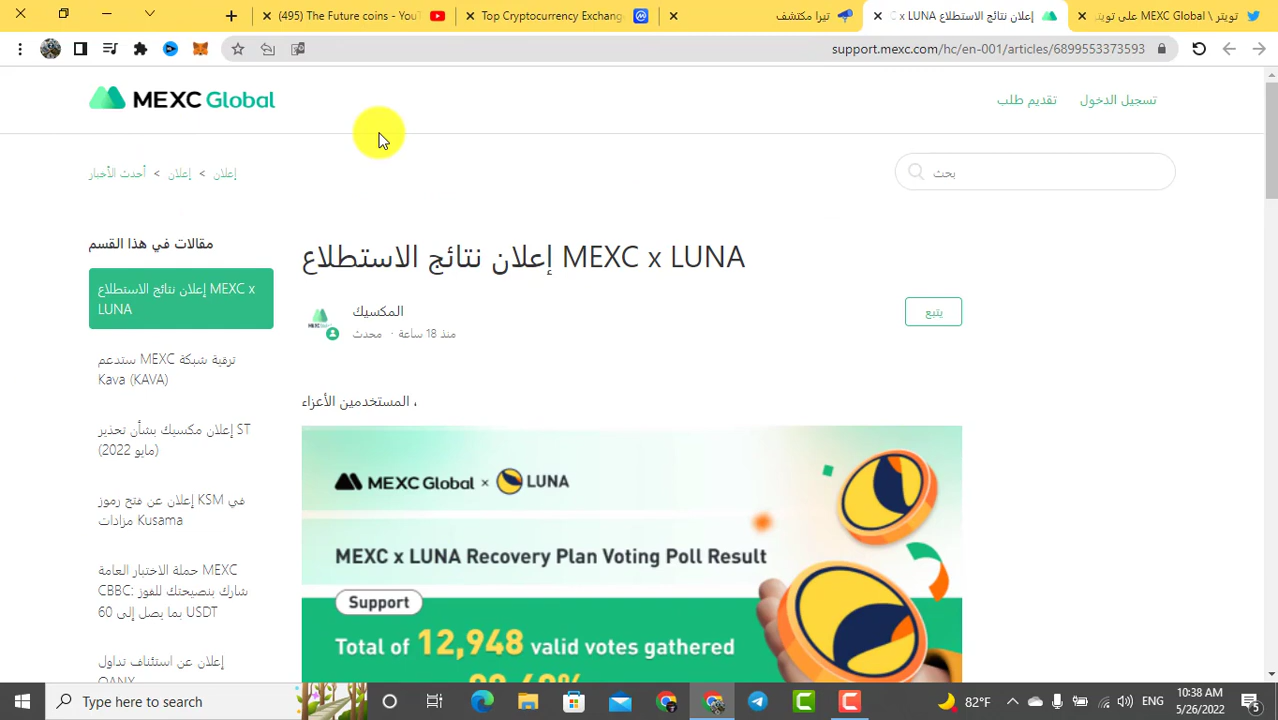 (495) The Future coins - YouT
Top Cryptocurrency Exchang
تيرا مكتشف
إعلان نتائج الاستطلاع MEXC x LUNA
تويتر \ MEXC Global على تويتر
support.mexc.com/hc/en-001/articles/6899553373593
MEXC Global
تقديم طلب
تسجيل الدخول
أحدث الأخبار > إعلان > إعلان
بحث
مقالات في هذا القسم
إعلان نتائج الاستطلاع MEXC x
LUNA
ترقية شبكة MEXC ستدعم
Kava (KAVA)
ST إعلان مكسيك بشأن تحذير
(مايو 2022)
في KSM إعلان عن فتح رموز
مزادات Kusama
MEXC حملة الاختبار العامة
CBBC: شارك بنصيحتك للفوز
بما يصل إلى 60 USDT
إعلان عن استئناف تداول
QANX
إعلان نتائج الاستطلاع MEXC x LUNA
المكسيك
منذ 18 ساعة · محدث
يتبع
المستخدمين الأعزاء ،
MEXC Global × LUNA
MEXC x LUNA Recovery Plan Voting Poll Result
Support
Total of 12,948 valid votes gathered
Type here to search
82°F
ENG
10:38 AM
5/26/2022
5